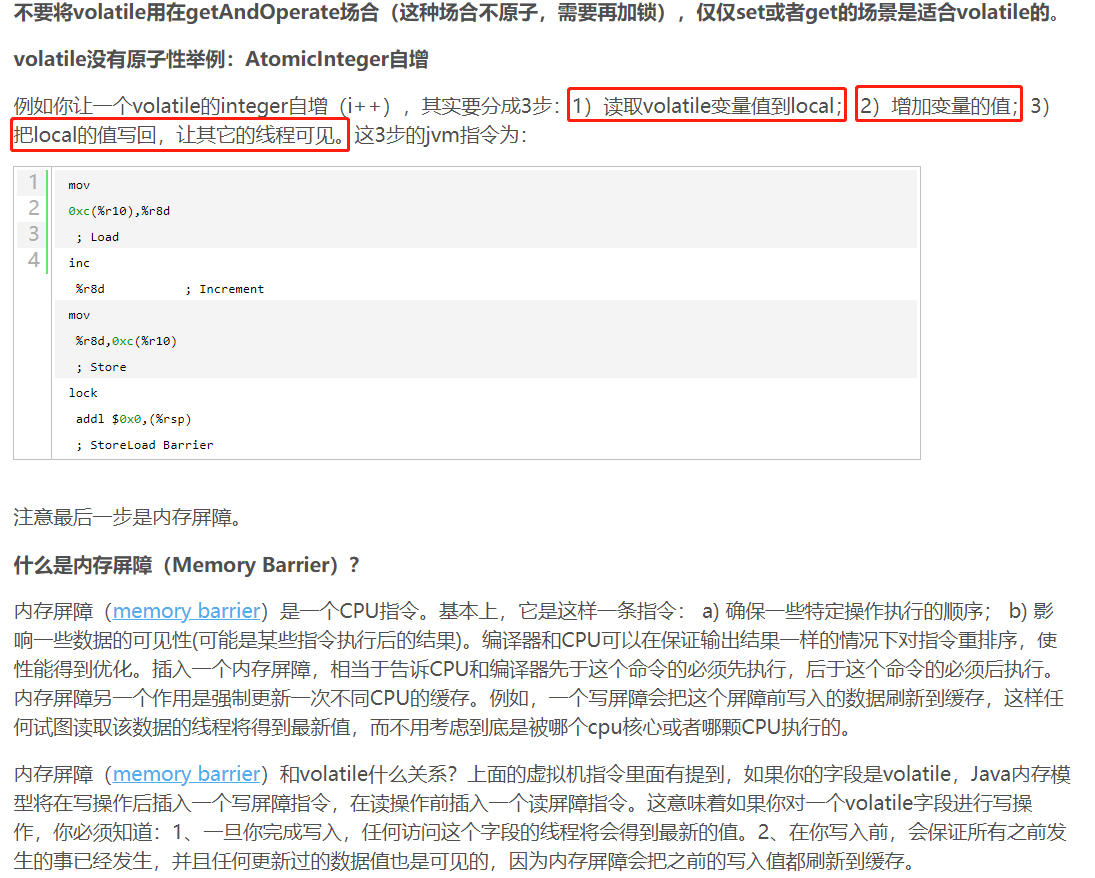 不要将volatile用在getAndOperate场合（这种场合不原子，需要再加锁），仅仅set或者get的场景是适合volatile的。
volatile没有原子性举例：AtomicInteger自增
例如你让一个volatile的integer自增（i++），其实要分成3步：1）读取volatile变量值到local；2）增加变量的值；3）
把local的值写回，让其它的线程可见。这3步的jvm指令为：
1 mov
2 0xc(%r10),%r8d
3 ; Load
4 inc
%r8d ; Increment
mov
%r8d,0xc(%r10)
; Store
lock
addl $0x0,(%rsp)
; StoreLoad Barrier
注意最后一步是内存屏障。
什么是内存屏障（Memory Barrier）？
内存屏障（memory barrier）是一个CPU指令。基本上，它是这样一条指令： a) 确保一些特定操作执行的顺序； b) 影
响一些数据的可见性(可能是某些指令执行后的结果)。编译器和CPU可以在保证输出结果一样的情况下对指令重排序，使
性能得到优化。插入一个内存屏障，相当于告诉CPU和编译器先于这个命令的必须先执行，后于这个命令的必须后执行。
内存屏障另一个作用是强制更新一次不同CPU的缓存。例如，一个写屏障会把这个屏障前写入的数据刷新到缓存，这样任
何试图读取该数据的线程将得到最新值，而不用考虑到底是被哪个cpu核心或者哪颗CPU执行的。
内存屏障（memory barrier）和volatile什么关系？上面的虚拟机指令里面有提到，如果你的字段是volatile，Java内存模
型将在写操作后插入一个写屏障指令，在读操作前插入一个读屏障指令。这意味着如果你对一个volatile字段进行写操
作，你必须知道：1、一旦你完成写入，任何访问这个字段的线程将会得到最新的值。2、在你写入前，会保证所有之前发
生的事已经发生，并且任何更新过的数据值也是可见的，因为内存屏障会把之前的写入值都刷新到缓存。